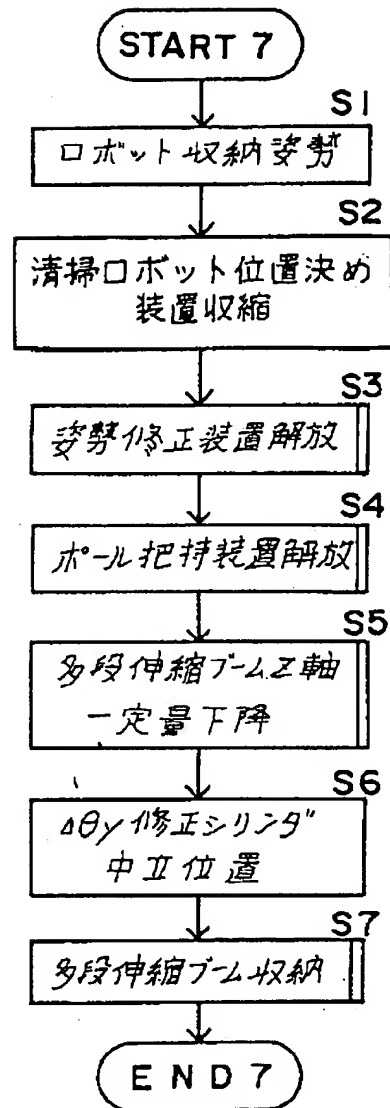 START 7
S1
ロボット収納姿勢
S2
清掃ロボット位置決め
装置収縮
S3
姿勢修正装置解放
S4
ポール把持装置解放
S5
多段伸縮ブームZ軸
一定量下降
S6
Δθy修正シリンダ
中立位置
S7
多段伸縮ブーム収納
END 7